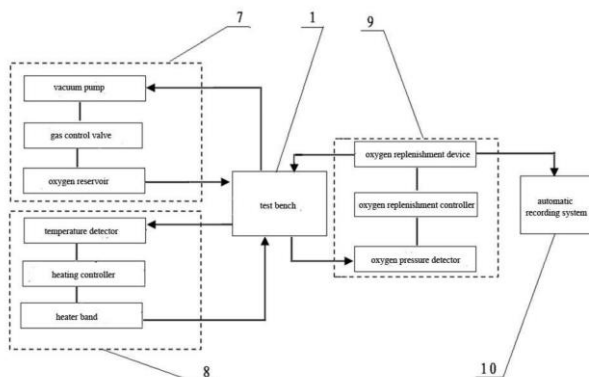 7
1
9
vacuum pump
gas control valve
oxygen reservoir
temperature detector
heating controller
heater band
test bench
oxygen replenishment device
oxygen replenishment controller
oxygen pressure detector
automatic
recording system
8
10